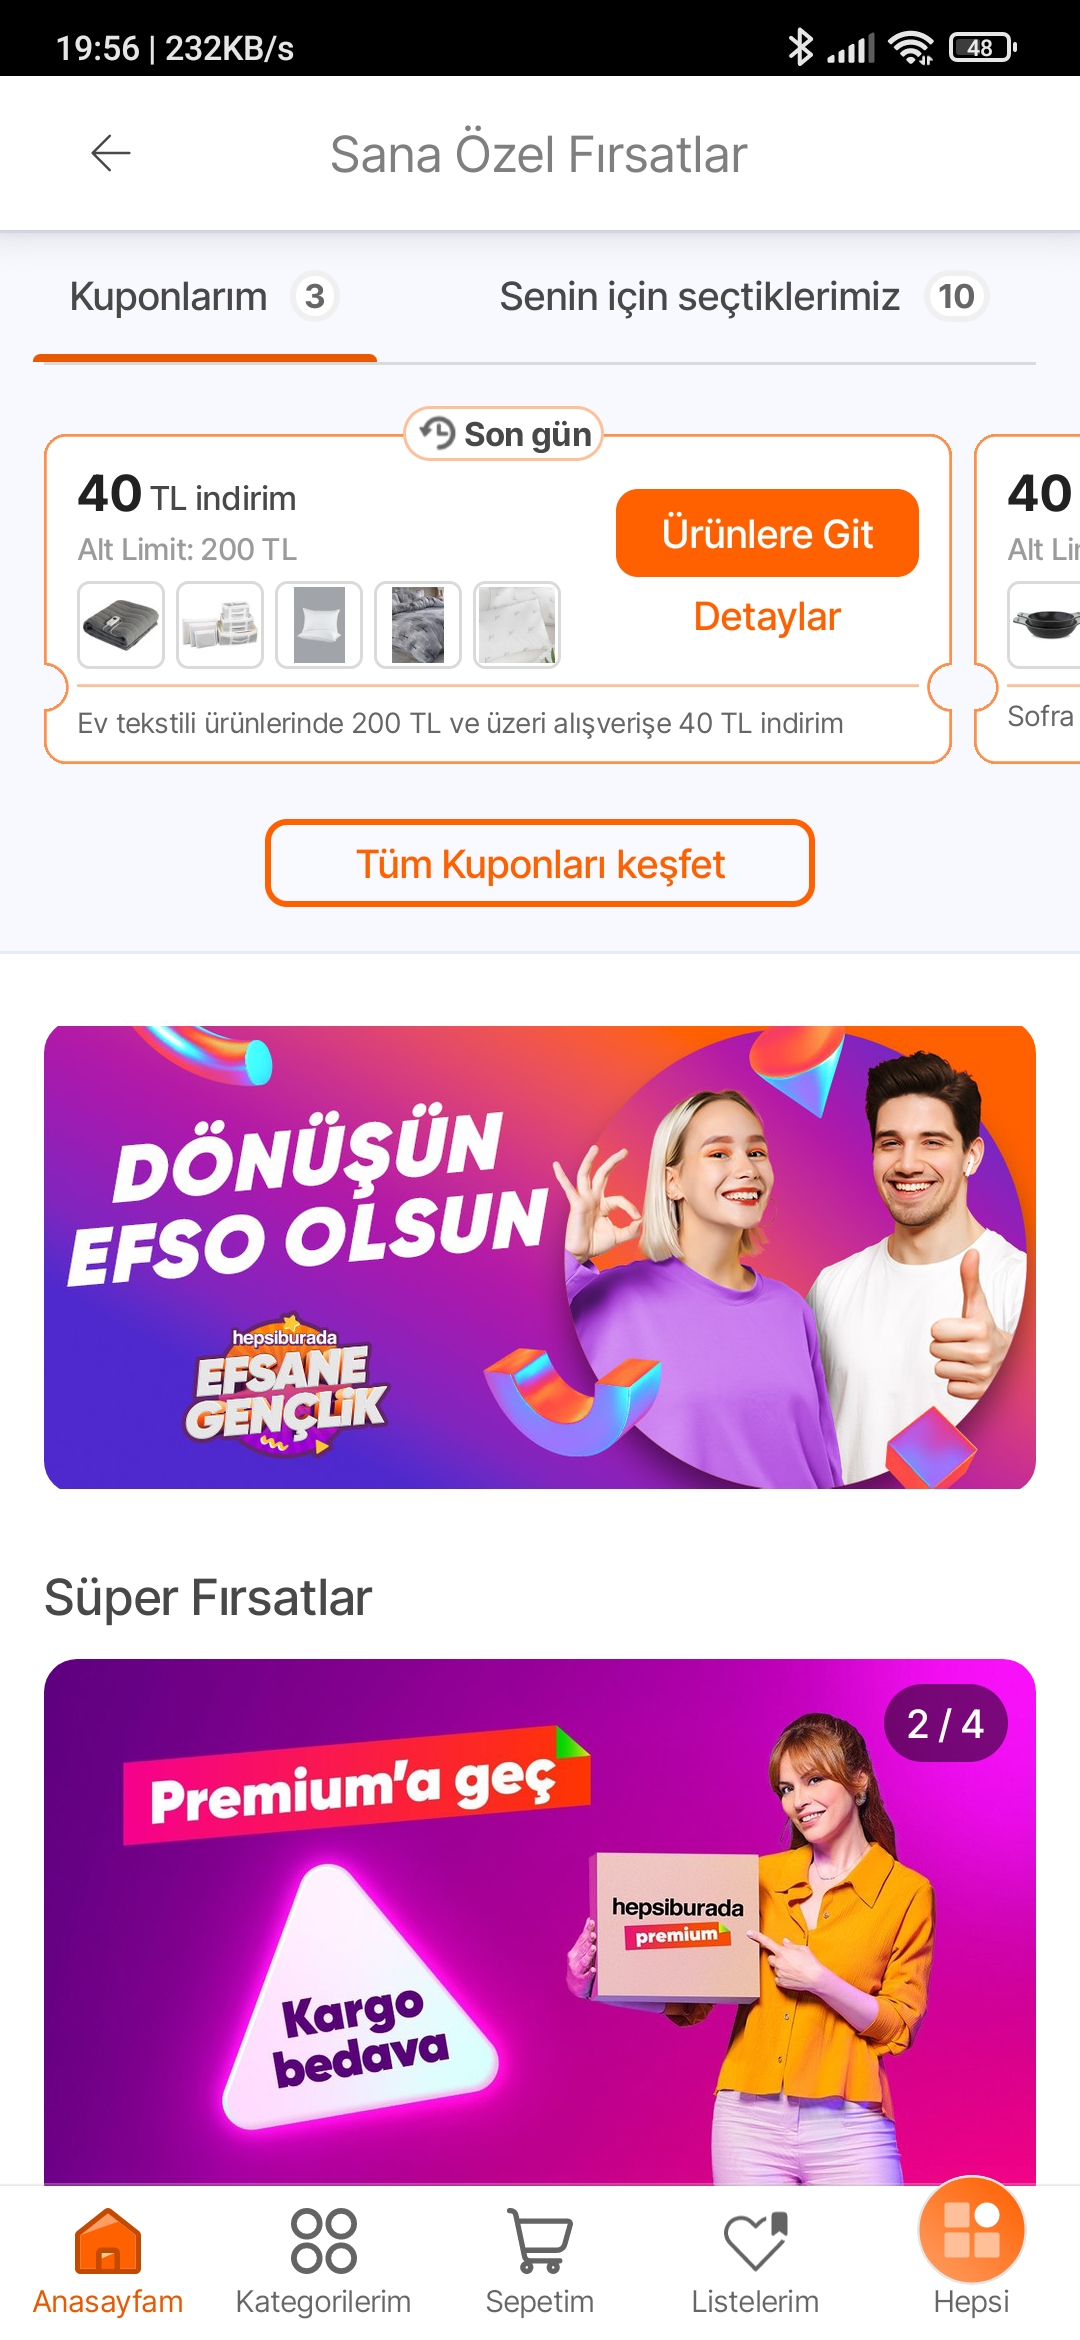 19:56 | 232KB/s
48
Sana Özel Fırsatlar
Kuponlarım 3
Senin için seçtiklerimiz 10
Son gün
40 TL indirim
Alt Limit: 200 TL
Ürünlere Git
Detaylar
Ev tekstili ürünlerinde 200 TL ve üzeri alışverişe 40 TL indirim
40
Alt Lir
Sofra
Tüm Kuponları keşfet
DÖNÜŞÜN
EFSO OLSUN
hepsiburada
EFSANE
GENÇLİK
Süper Fırsatlar
2 / 4
Premium'a geç
hepsiburada
premium
Kargo
bedava
Anasayfam
Kategorilerim
Sepetim
Listelerim
Hepsi